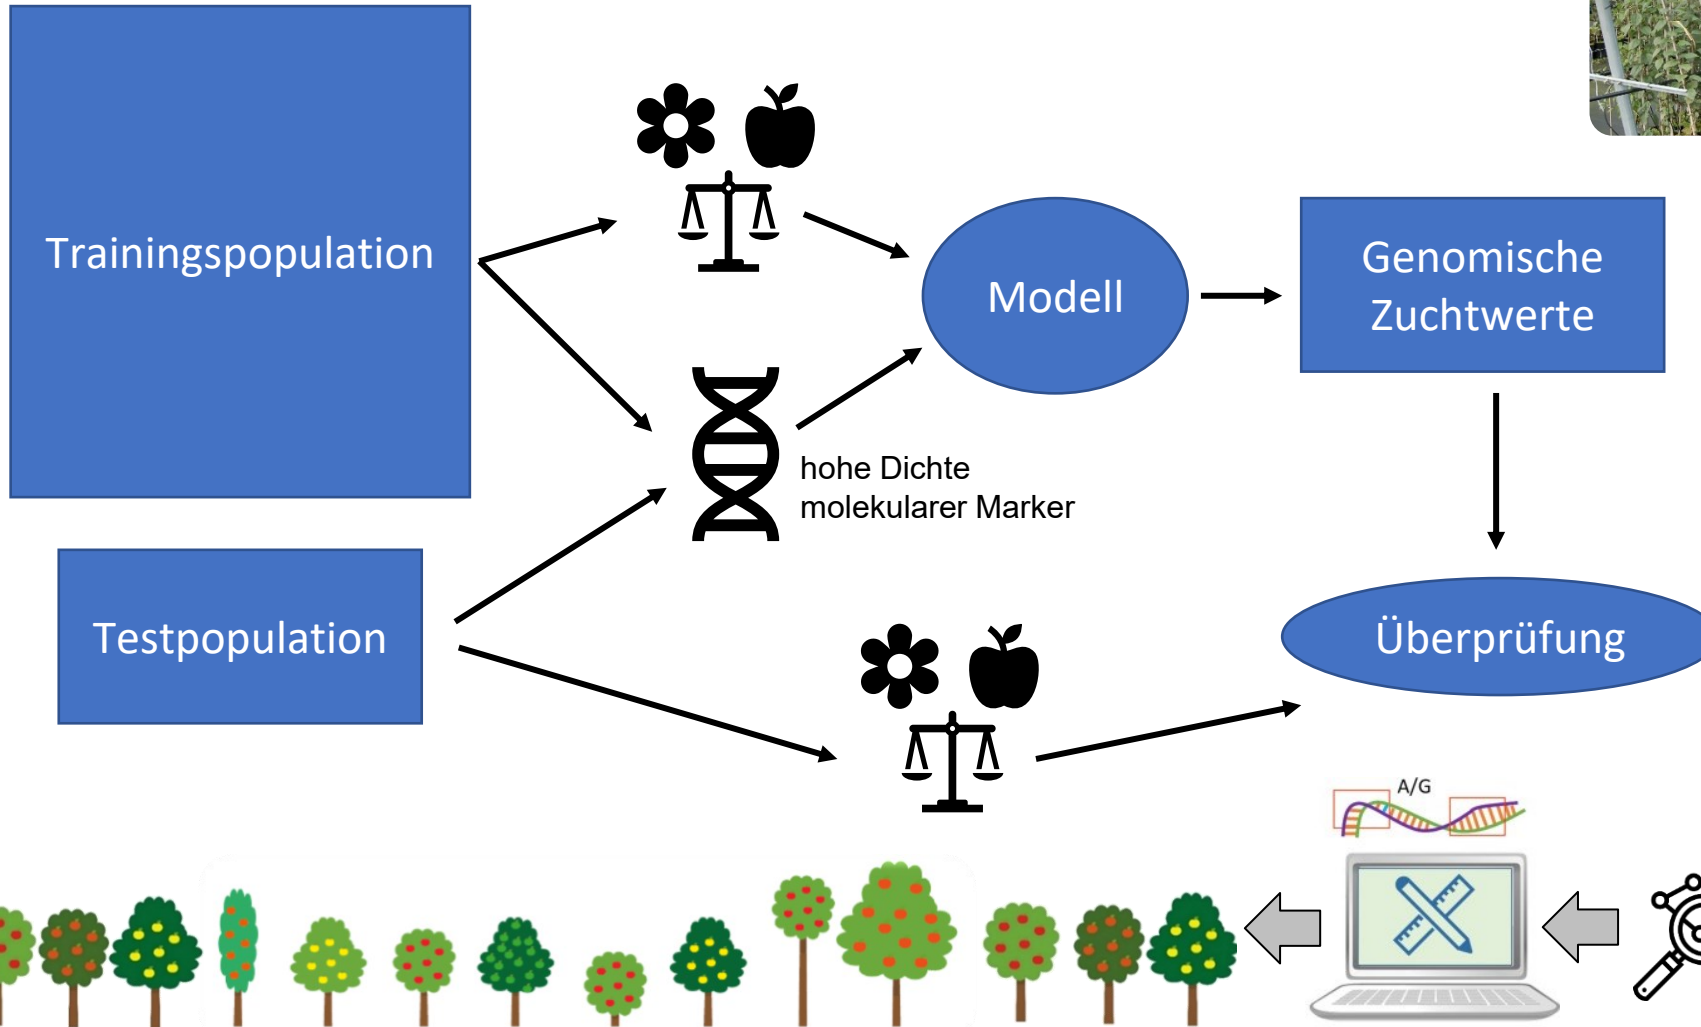 Trainingspopulation
Modell
Genomische
Zuchtwerte
hohe Dichte
molekularer Marker
Testpopulation
Überprüfung
A/G